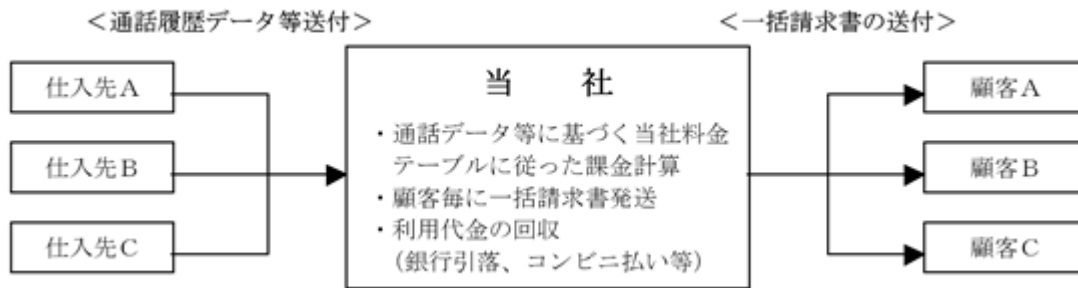 ＜通話履歴データ等送付＞
＜一括請求書の送付＞
仕入先A
仕入先B
仕入先C
当　　社
・通話データ等に基づく当社料金
テーブルに従った課金計算
・顧客毎に一括請求書発送
・利用代金の回収
（銀行引落、コンビニ払い等）
顧客A
顧客B
顧客C